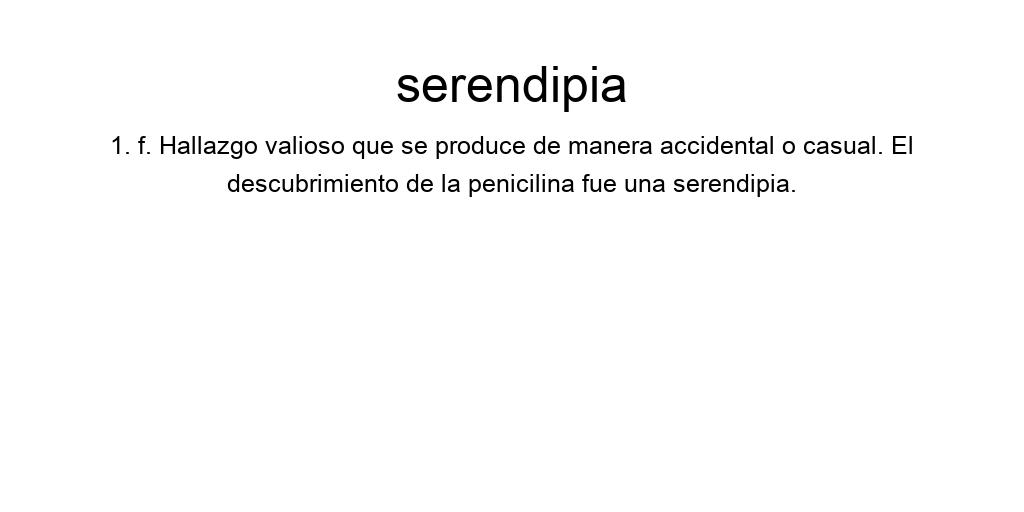 serendipia
1. f. Hallazgo valioso que se produce de manera accidental o casual. El
descubrimiento de la penicilina fue una serendipia.